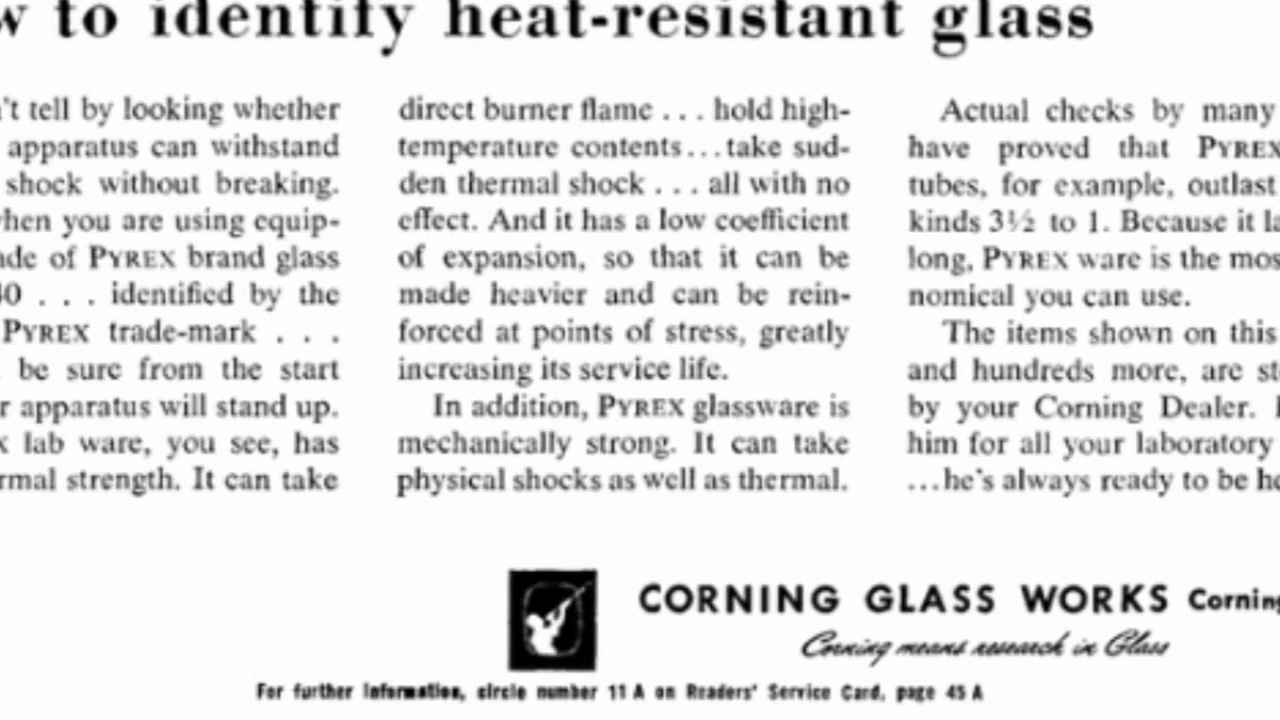 w to identify heat-resistant glass
't tell by looking whether
apparatus can withstand
shock without breaking.
when you are using equip-
de of PYREX brand glass
40 . . . identified by the
PYREX trade-mark . . .
be sure from the start
r apparatus will stand up.
x lab ware, you see, has
rmal strength. It can take
direct burner flame . . . hold high-
temperature contents...take sud-
den thermal shock . . . all with no
effect. And it has a low coefficient
of expansion, so that it can be
made heavier and can be rein-
forced at points of stress, greatly
increasing its service life.
In addition, PYREX glassware is
mechanically strong. It can take
physical shocks as well as thermal.
Actual checks by many
have proved that PYREX
tubes, for example, outlast
kinds 3½ to 1. Because it la
long, PYREX ware is the mos
nomical you can use.
The items shown on this
and hundreds more, are st
by your Corning Dealer.
him for all your laboratory
...he's always ready to be he
CORNING GLASS WORKS Corning
Corning means research in Glass
For further information, circle number 11 A on Readers' Service Card, page 45 A